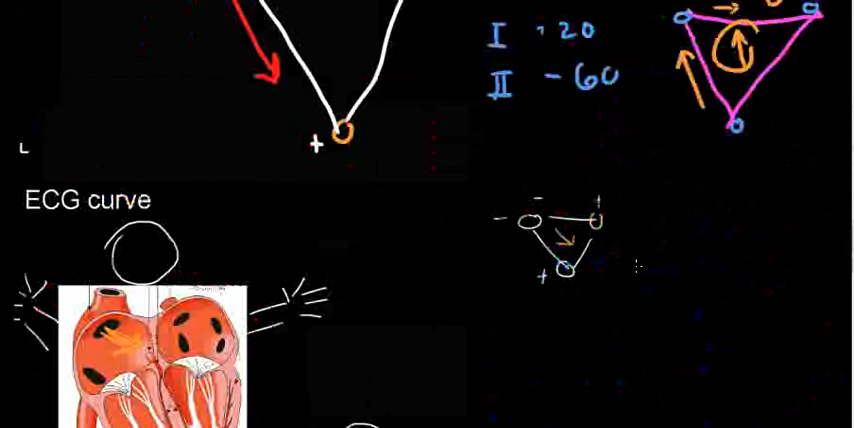 I · 20
II - 60
+
L
ECG curve
- +
-
+